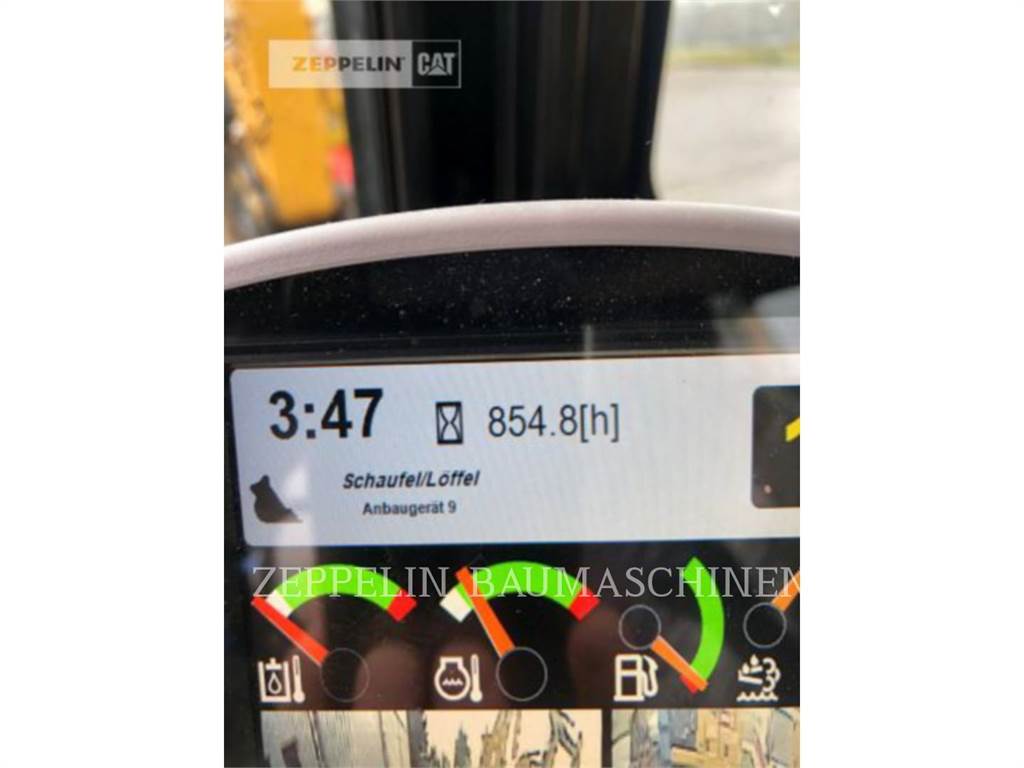 ZEPPELIN CAT
3:47 854.8[h]
Schaufel/Löffel
Anbaugerät 9
ZEPPELIN BAUMASCHINEN